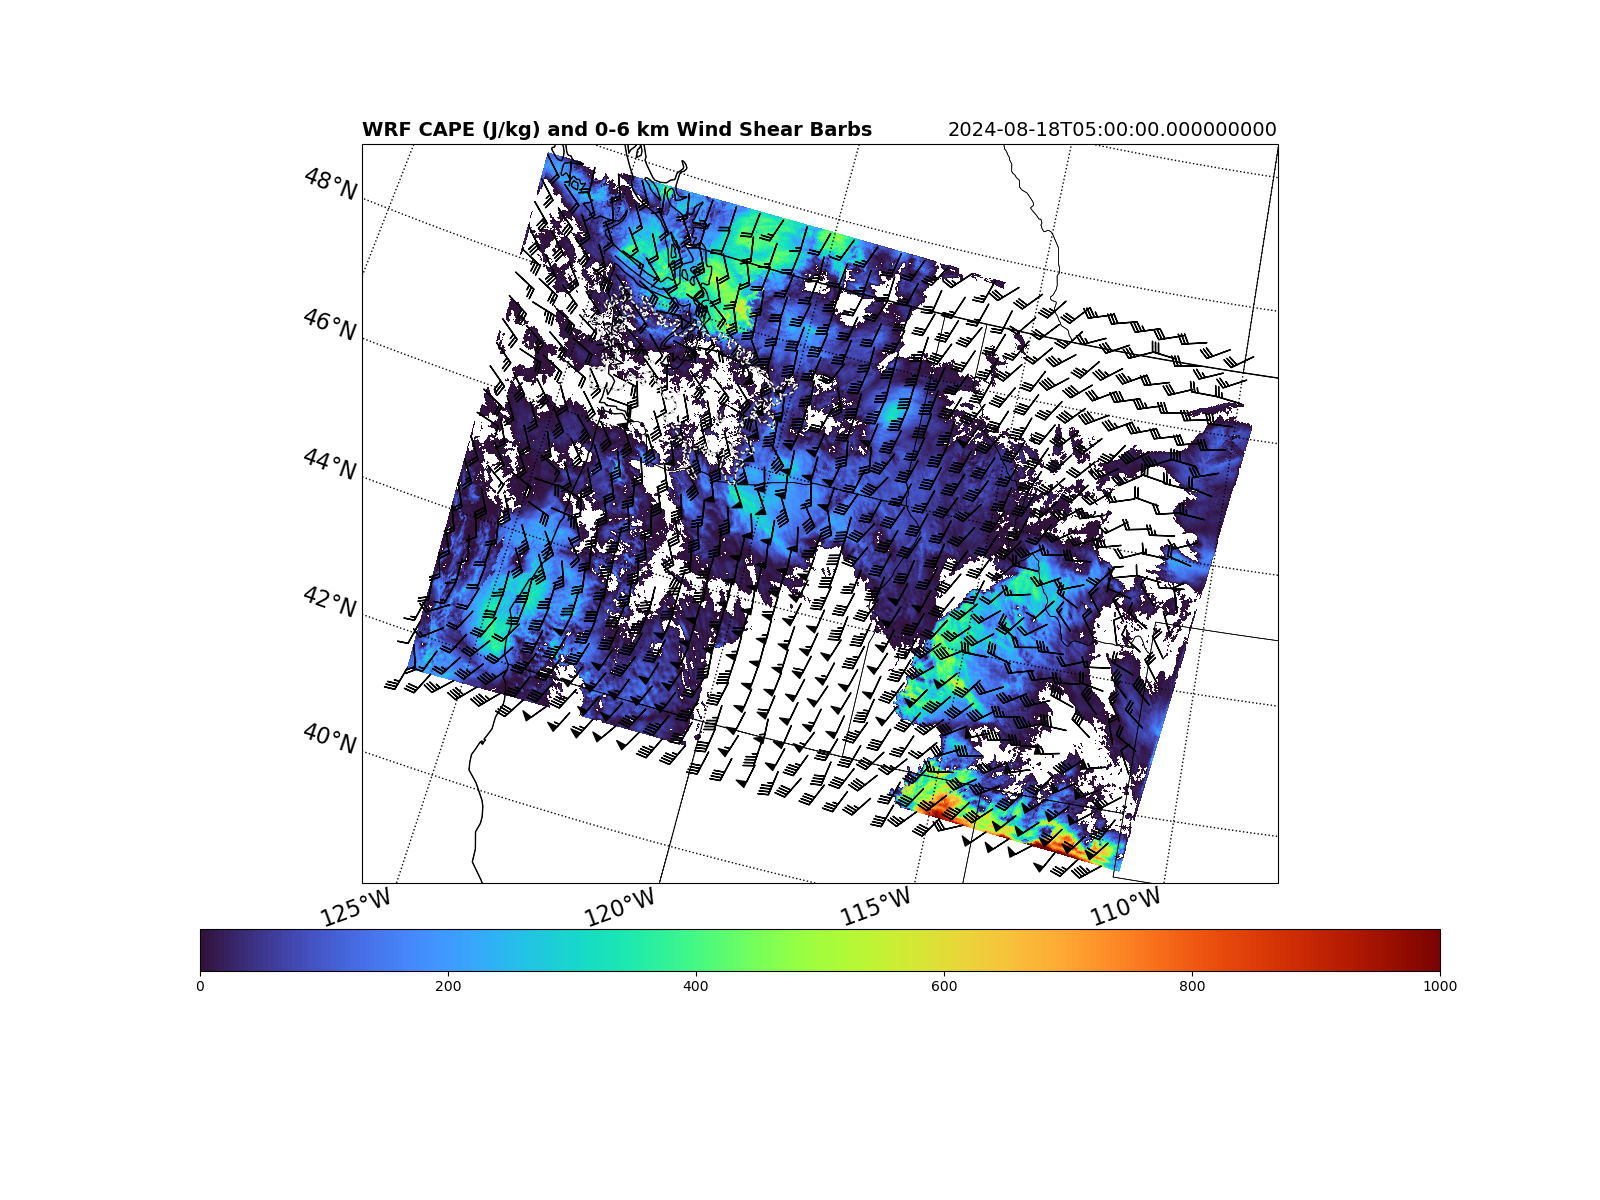 WRF CAPE (J/kg) and 0-6 km Wind Shear Barbs
2024-08-18T05:00:00.000000000
48°N
46°N
44°N
42°N
40°N
125°W
120°W
115°W
110°W
0
200
400
600
800
1000